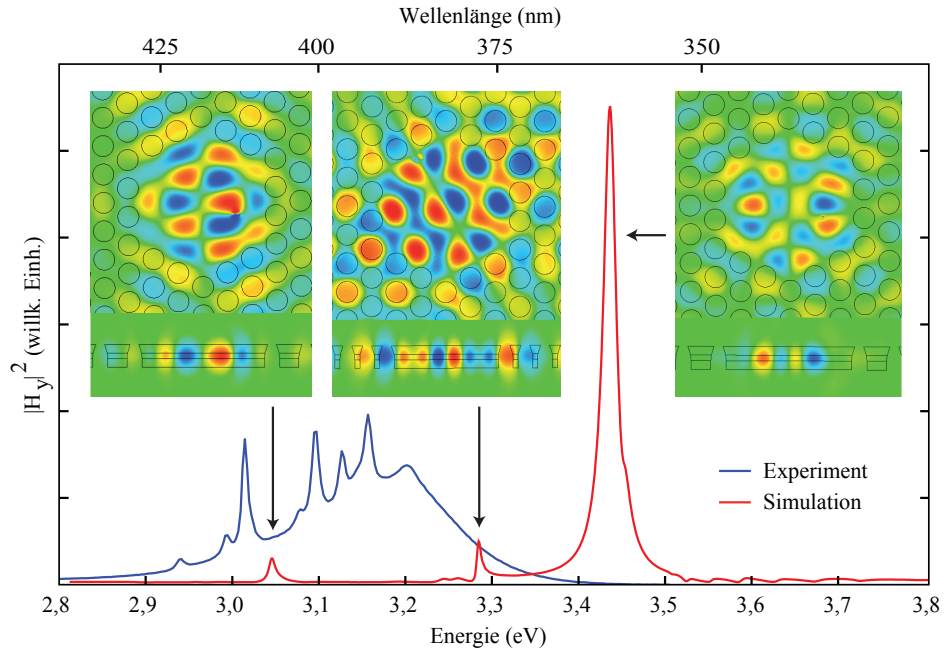 Wellenlänge (nm)
425 400 375 350
|H_y|² (willk. Einh.)
Experiment
Simulation
2,8 2,9 3,0 3,1 3,2 3,3 3,4 3,5 3,6 3,7 3,8
Energie (eV)